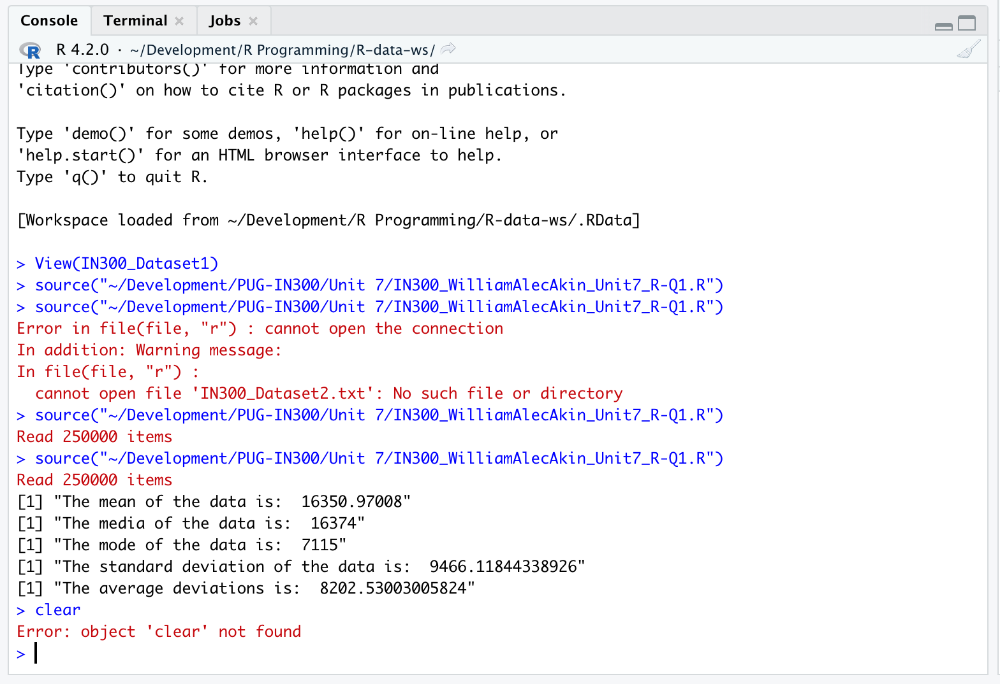 Console Terminal × Jobs ×
R R 4.2.0 · ~/Development/R Programming/R-data-ws/
Type 'contributors()' for more information and
'citation()' on how to cite R or R packages in publications.
Type 'demo()' for some demos, 'help()' for on-line help, or
'help.start()' for an HTML browser interface to help.
Type 'q()' to quit R.
[Workspace loaded from ~/Development/R Programming/R-data-ws/.RData]
> View(IN300_Dataset1)
> source("~/Development/PUG-IN300/Unit 7/IN300_WilliamAlecAkin_Unit7_R-Q1.R")
> source("~/Development/PUG-IN300/Unit 7/IN300_WilliamAlecAkin_Unit7_R-Q1.R")
Error in file(file, "r") : cannot open the connection
In addition: Warning message:
In file(file, "r") :
  cannot open file 'IN300_Dataset2.txt': No such file or directory
> source("~/Development/PUG-IN300/Unit 7/IN300_WilliamAlecAkin_Unit7_R-Q1.R")
Read 250000 items
> source("~/Development/PUG-IN300/Unit 7/IN300_WilliamAlecAkin_Unit7_R-Q1.R")
Read 250000 items
[1] "The mean of the data is:  16350.97008"
[1] "The media of the data is:  16374"
[1] "The mode of the data is:  7115"
[1] "The standard deviation of the data is:  9466.11844338926"
[1] "The average deviations is:  8202.53003005824"
> clear
Error: object 'clear' not found
>